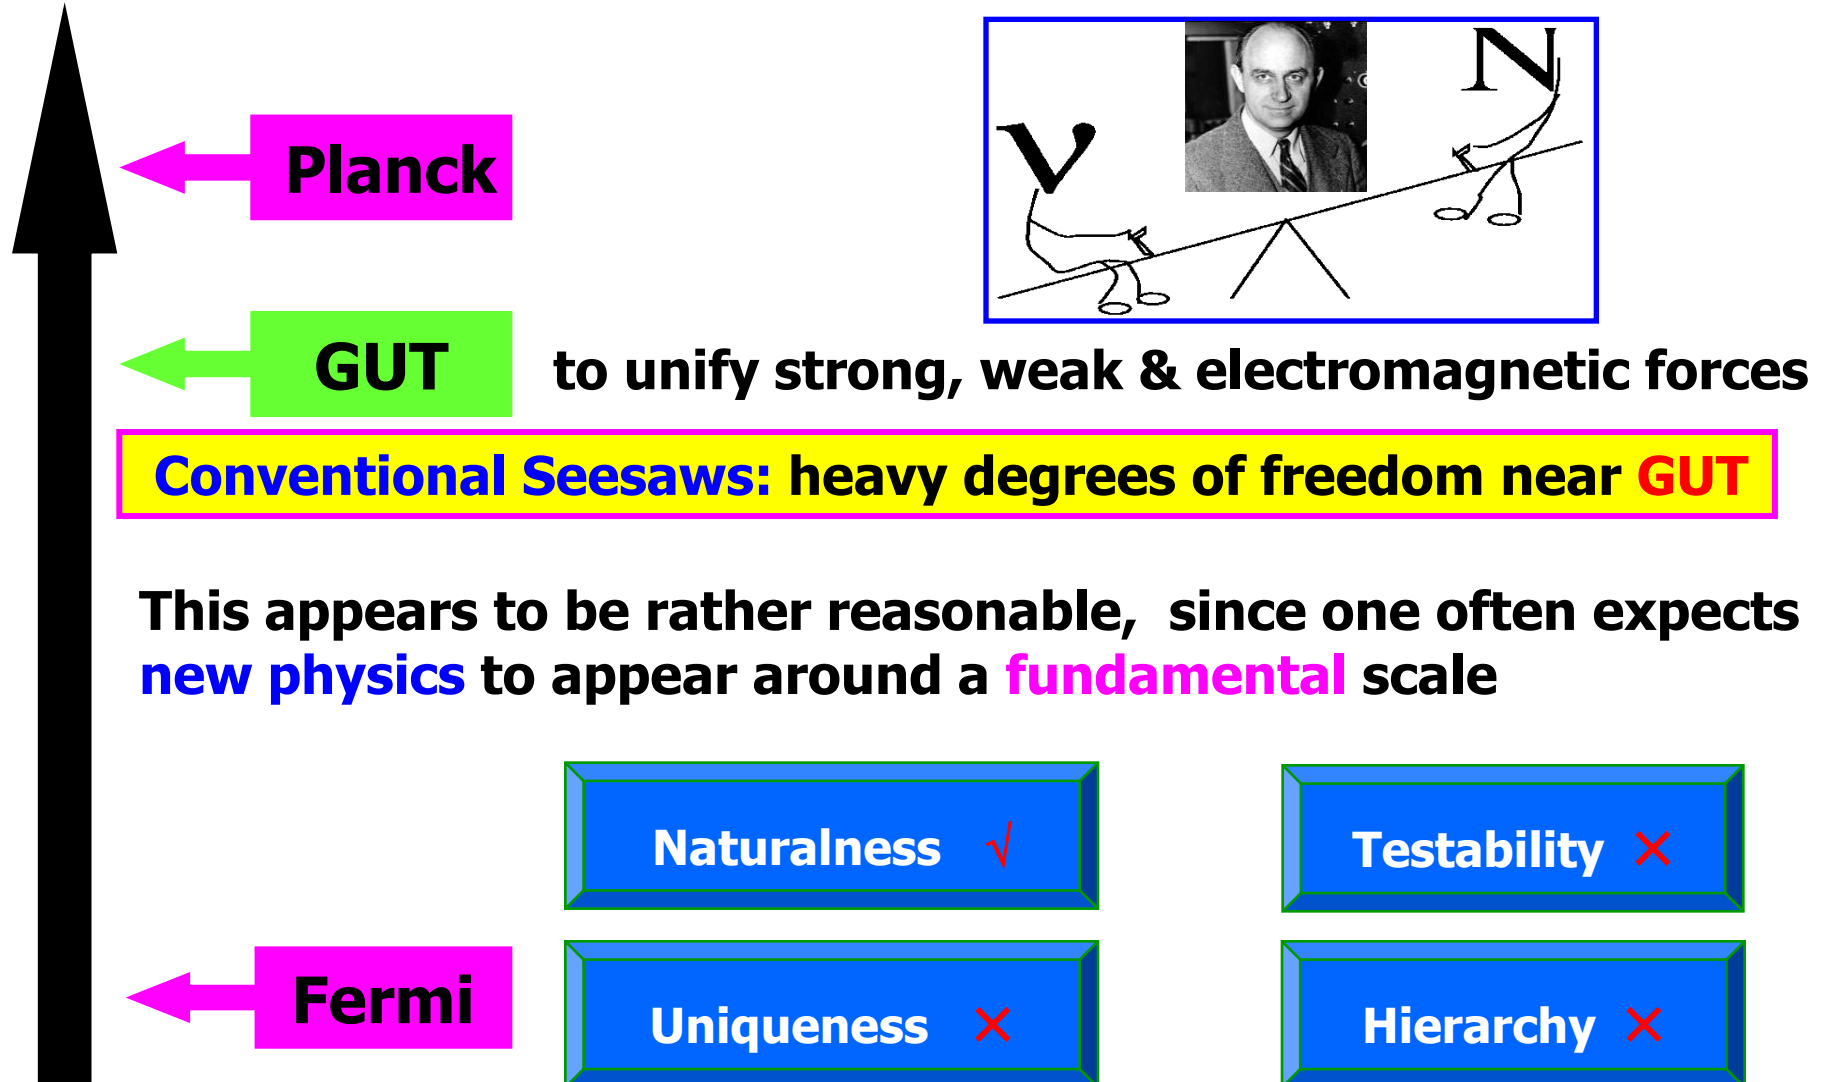 N
ν
Planck
GUT
to unify strong, weak & electromagnetic forces
Conventional Seesaws: heavy degrees of freedom near GUT
This appears to be rather reasonable, since one often expects
new physics to appear around a fundamental scale
Naturalness √
Testability ×
Fermi
Uniqueness ×
Hierarchy ×